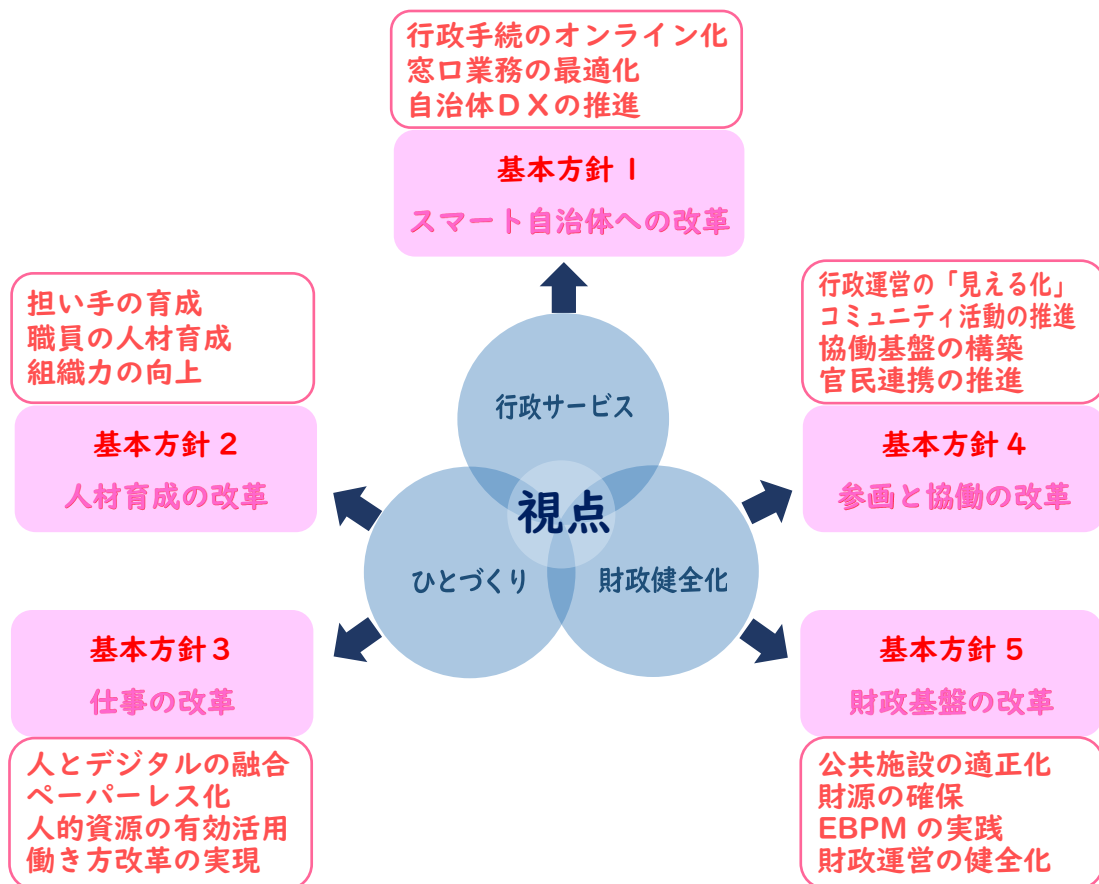 行政手続のオンライン化
窓口業務の最適化
自治体DXの推進
基本方針1
スマート自治体への改革
担い手の育成
職員の人材育成
組織力の向上
基本方針2
人材育成の改革
行政運営の「見える化」
コミュニティ活動の推進
協働基盤の構築
官民連携の推進
基本方針4
参画と協働の改革
行政サービス
視点
ひとづくり
財政健全化
基本方針3
仕事の改革
人とデジタルの融合
ペーパーレス化
人的資源の有効活用
働き方改革の実現
基本方針5
財政基盤の改革
公共施設の適正化
財源の確保
EBPMの実践
財政運営の健全化